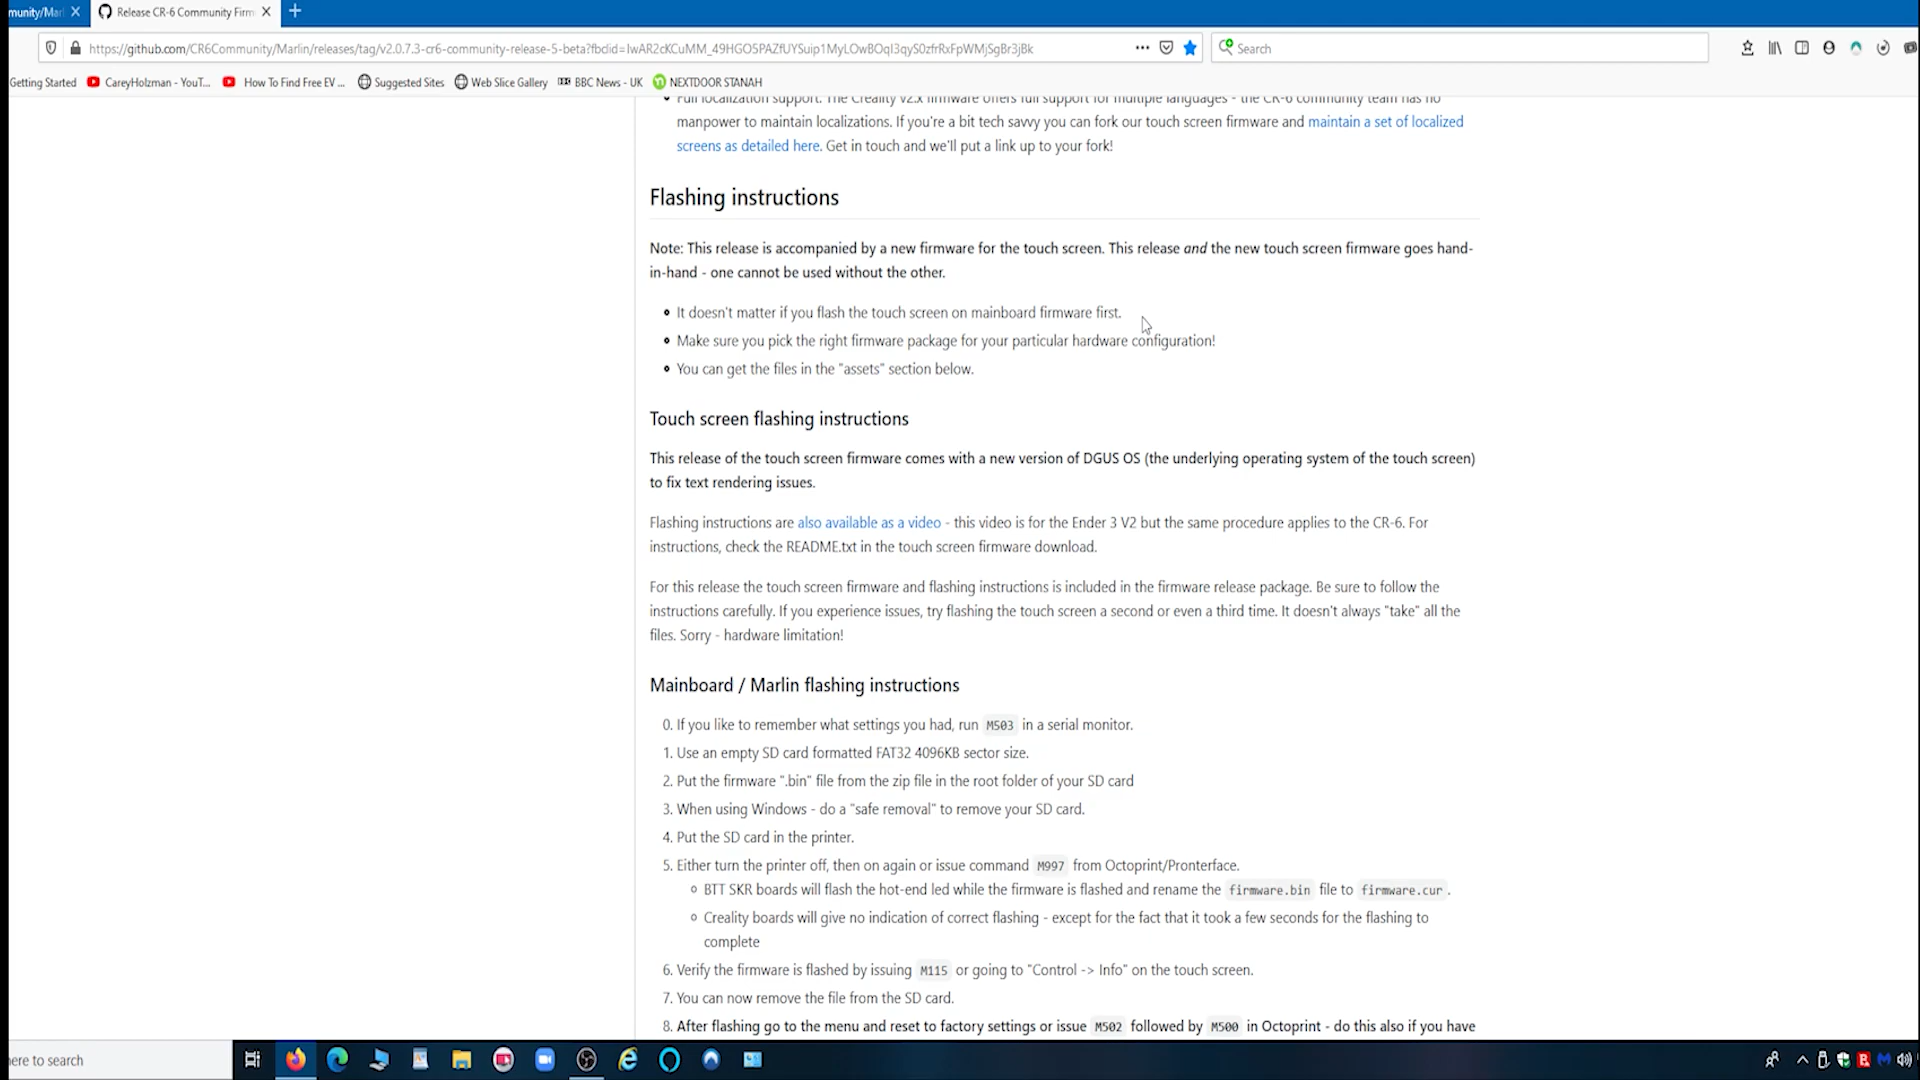 munity/Marl
Release CR-6 Community Firm
https://github.com/CR6Community/Marlin/releases/tag/v2.0.7.3-cr6-community-release-5-beta?fbclid=IwAR2cKCuMM_49HGO5PAZfUYSuip1MyLOwBOqI3qyS0zfrRxFpWMjSgBr3jBk
Search
Getting Started CareyHolzman - YouT... How To Find Free EV ... Suggested Sites Web Slice Gallery BBC News - UK NEXTDOOR STANAH
• Full localization support. The Creality v2.x firmware offers full support for multiple languages - the CR-6 community team has no
manpower to maintain localizations. If you're a bit tech savvy you can fork our touch screen firmware and maintain a set of localized
screens as detailed here. Get in touch and we'll put a link up to your fork!
Flashing instructions
Note: This release is accompanied by a new firmware for the touch screen. This release and the new touch screen firmware goes hand-
in-hand - one cannot be used without the other.
• It doesn't matter if you flash the touch screen on mainboard firmware first.
• Make sure you pick the right firmware package for your particular hardware configuration!
• You can get the files in the "assets" section below.
Touch screen flashing instructions
This release of the touch screen firmware comes with a new version of DGUS OS (the underlying operating system of the touch screen)
to fix text rendering issues.
Flashing instructions are also available as a video - this video is for the Ender 3 V2 but the same procedure applies to the CR-6. For
instructions, check the README.txt in the touch screen firmware download.
For this release the touch screen firmware and flashing instructions is included in the firmware release package. Be sure to follow the
instructions carefully. If you experience issues, try flashing the touch screen a second or even a third time. It doesn't always "take" all the
files. Sorry - hardware limitation!
Mainboard / Marlin flashing instructions
0. If you like to remember what settings you had, run M503 in a serial monitor.
1. Use an empty SD card formatted FAT32 4096KB sector size.
2. Put the firmware ".bin" file from the zip file in the root folder of your SD card
3. When using Windows - do a "safe removal" to remove your SD card.
4. Put the SD card in the printer.
5. Either turn the printer off, then on again or issue command M997 from Octoprint/Pronterface.
BTT SKR boards will flash the hot-end led while the firmware is flashed and rename the firmware.bin file to firmware.cur.
Creality boards will give no indication of correct flashing - except for the fact that it took a few seconds for the flashing to
complete
6. Verify the firmware is flashed by issuing M115 or going to "Control -> Info" on the touch screen.
7. You can now remove the file from the SD card.
8. After flashing go to the menu and reset to factory settings or issue M502 followed by M500 in Octoprint - do this also if you have
here to search